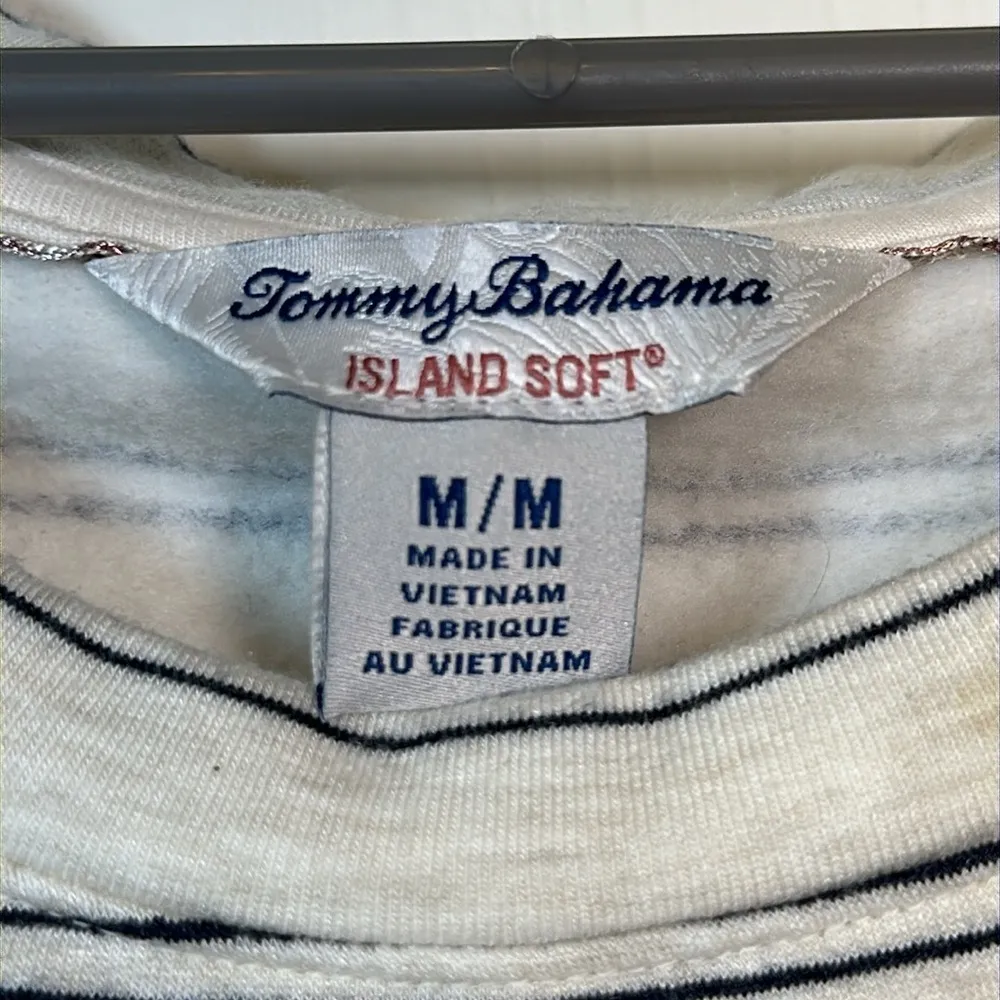 Tommy Bahama
ISLAND SOFT®
M/M
MADE IN
VIETNAM
FABRIQUE
AU VIETNAM